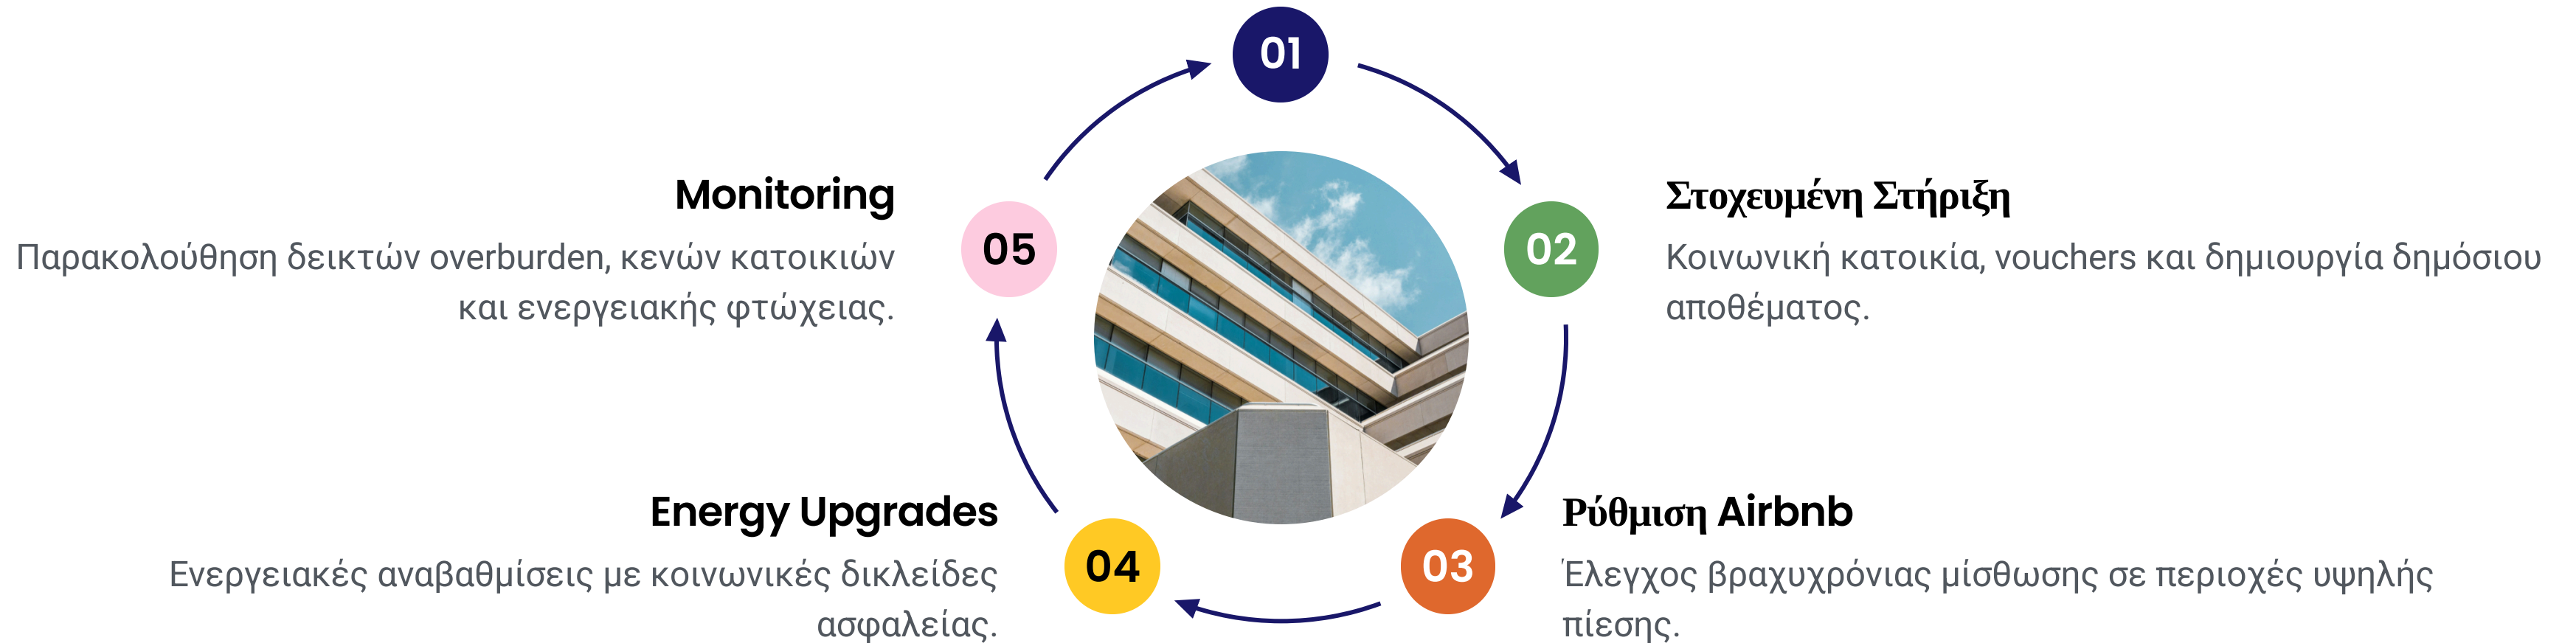 01
02
Στοχευμένη Στήριξη
Κοινωνική κατοικία, vouchers και δημιουργία δημόσιου
αποθέματος.
03
Ρύθμιση Airbnb
Έλεγχος βραχυχρόνιας μίσθωσης σε περιοχές υψηλής
πίεσης.
04
Energy Upgrades
Ενεργειακές αναβαθμίσεις με κοινωνικές δικλείδες
ασφαλείας.
05
Monitoring
Παρακολούθηση δεικτών overburden, κενών κατοικιών
και ενεργειακής φτώχειας.